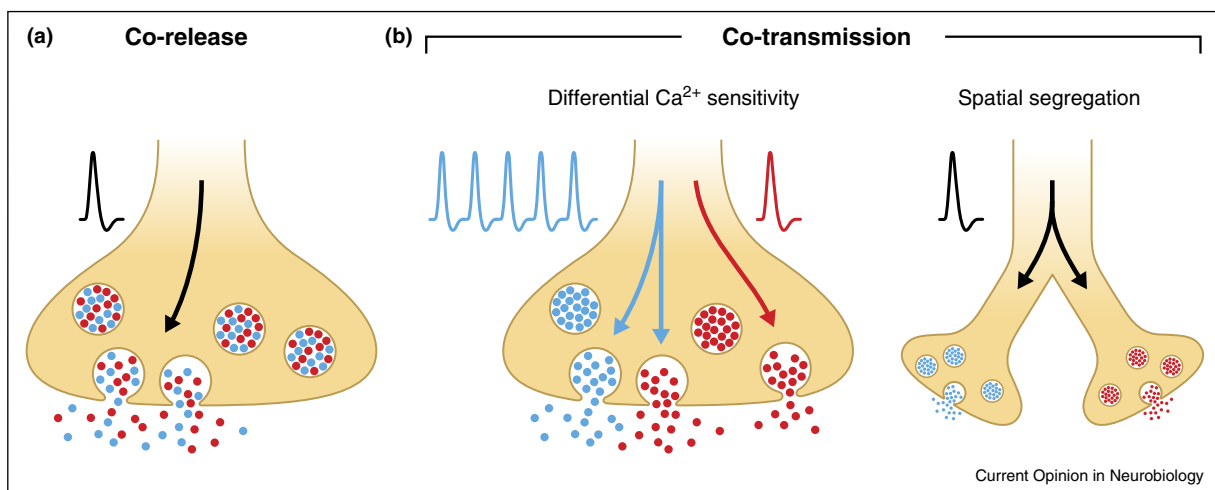 (a) Co-release
(b) Co-transmission
Differential Ca²⁺ sensitivity
Spatial segregation
Current Opinion in Neurobiology